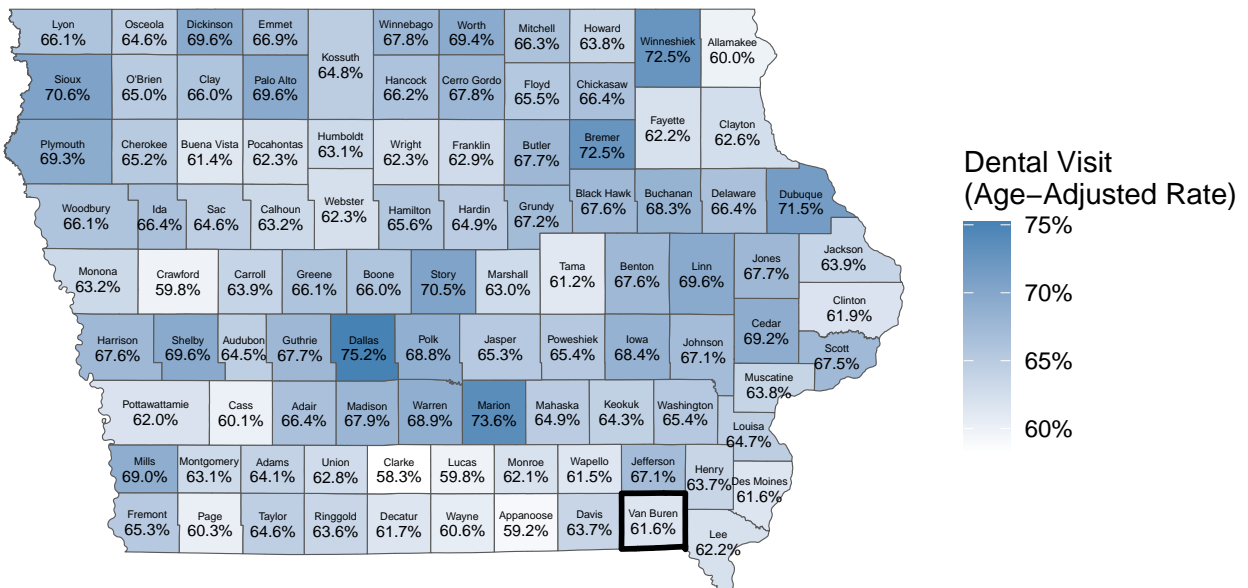 Lyon
66.1%
Osceola
64.6%
Dickinson
69.6%
Emmet
66.9%
Kossuth
64.8%
Winnebago
67.8%
Worth
69.4%
Mitchell
66.3%
Howard
63.8%
Winneshiek
72.5%
Allamakee
60.0%
Sioux
70.6%
O'Brien
65.0%
Clay
66.0%
Palo Alto
69.6%
Hancock
66.2%
Cerro Gordo
67.8%
Floyd
65.5%
Chickasaw
66.4%
Fayette
62.2%
Clayton
62.6%
Plymouth
69.3%
Cherokee
65.2%
Buena Vista
61.4%
Pocahontas
62.3%
Humboldt
63.1%
Wright
62.3%
Franklin
62.9%
Butler
67.7%
Bremer
72.5%
Woodbury
66.1%
Ida
66.4%
Sac
64.6%
Calhoun
63.2%
Webster
62.3%
Hamilton
65.6%
Hardin
64.9%
Grundy
67.2%
Black Hawk
67.6%
Buchanan
68.3%
Delaware
66.4%
Dubuque
71.5%
Monona
63.2%
Crawford
59.8%
Carroll
63.9%
Greene
66.1%
Boone
66.0%
Story
70.5%
Marshall
63.0%
Tama
61.2%
Benton
67.6%
Linn
69.6%
Jones
67.7%
Jackson
63.9%
Clinton
61.9%
Harrison
67.6%
Shelby
69.6%
Audubon
64.5%
Guthrie
67.7%
Dallas
75.2%
Polk
68.8%
Jasper
65.3%
Poweshiek
65.4%
Iowa
68.4%
Johnson
67.1%
Cedar
69.2%
Scott
67.5%
Muscatine
63.8%
Pottawattamie
62.0%
Cass
60.1%
Adair
66.4%
Madison
67.9%
Warren
68.9%
Marion
73.6%
Mahaska
64.9%
Keokuk
64.3%
Washington
65.4%
Louisa
64.7%
Mills
69.0%
Montgomery
63.1%
Adams
64.1%
Union
62.8%
Clarke
58.3%
Lucas
59.8%
Monroe
62.1%
Wapello
61.5%
Jefferson
67.1%
Henry
63.7%
Des Moines
61.6%
Fremont
65.3%
Page
60.3%
Taylor
64.6%
Ringgold
63.6%
Decatur
61.7%
Wayne
60.6%
Appanoose
59.2%
Davis
63.7%
Van Buren
61.6%
Lee
62.2%
Dental Visit
(Age−Adjusted Rate)
75%
70%
65%
60%